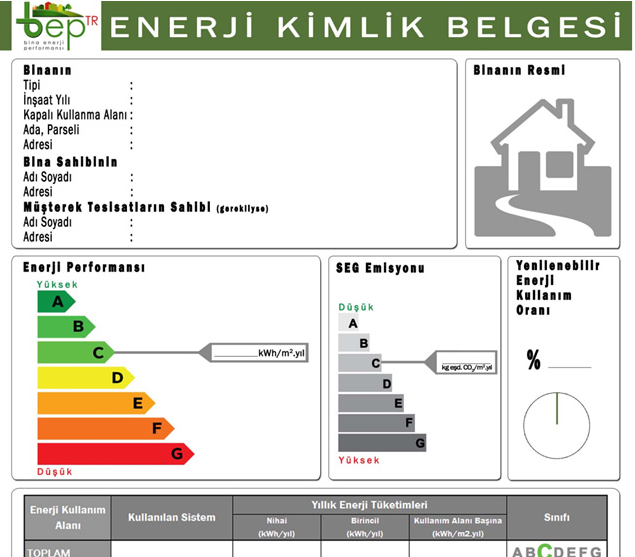 bepTR
bina enerji
performansı
ENERJİ KİMLİK BELGESİ
Binanın
Tipi :
İnşaat Yılı :
Kapalı Kullanma Alanı :
Ada, Parseli :
Adresi :
Bina Sahibinin
Adı Soyadı :
Adresi :
Müşterek Tesisatların Sahibi (gerekliyse)
Adı Soyadı :
Adresi :
Binanın Resmi
Enerji Performansı
Yüksek
A
B
C
______kWh/m².yıl
D
E
F
G
Düşük
SEG Emisyonu
Düşük
A
B
C
kg eşd. CO₂/m².yıl
D
E
F
G
Yüksek
Yenilenebilir
Enerji
Kullanım
Oranı
% ____
Enerji Kullanım
Alanı
Kullanılan Sistem
Yıllık Enerji Tüketimleri
Nihai
(kWh/yıl)
Birincil
(kWh/yıl)
Kullanım Alanı Başına
(kWh/m2.yıl)
Sınıfı
TOPLAM
ABCDEFG